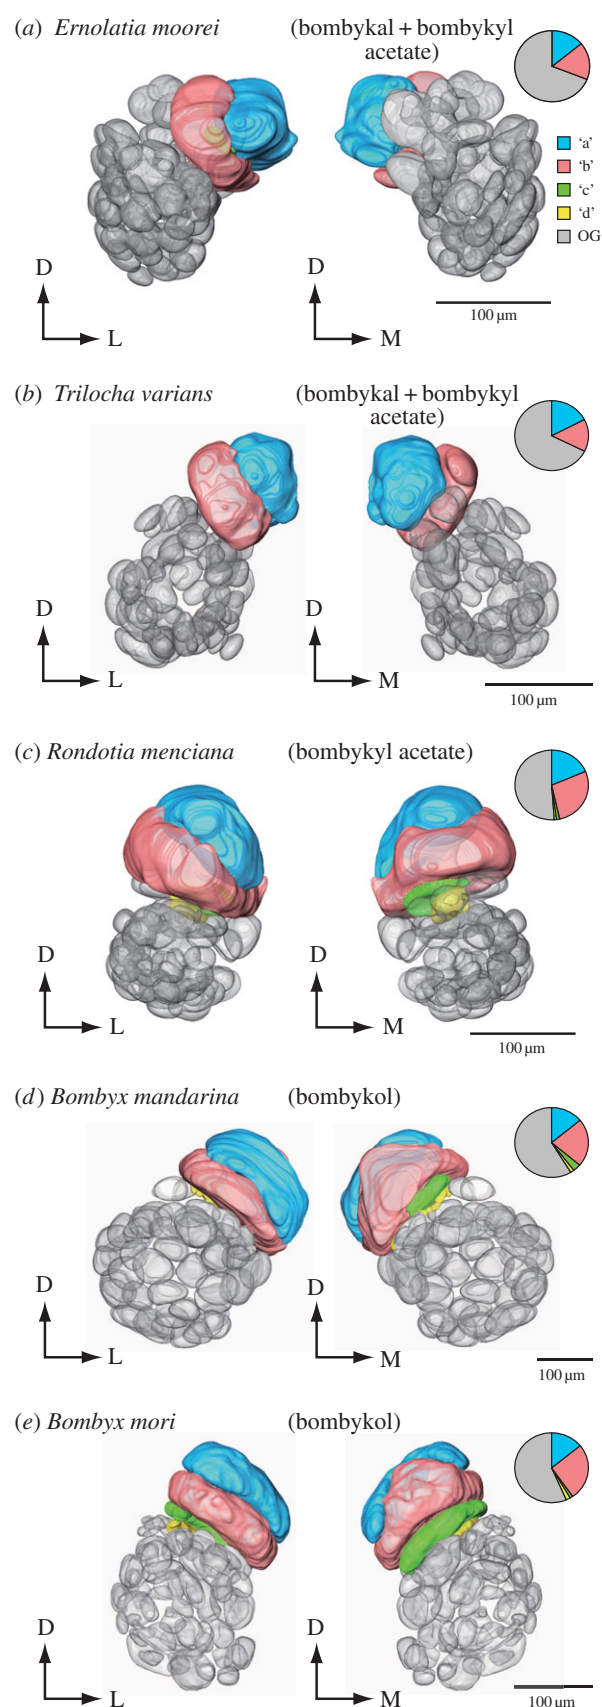 (a) Ernolatia moorei (bombykal + bombykyl
acetate)
'a'
'b'
'c'
'd'
OG
D D
L M
100 µm
(b) Trilocha varians (bombykal + bombykyl
acetate)
D D
L M
100 µm
(c) Rondotia menciana (bombykyl acetate)
D D
L M
100 µm
(d) Bombyx mandarina (bombykol)
D D
L M
100 µm
(e) Bombyx mori (bombykol)
D D
L M
100 µm